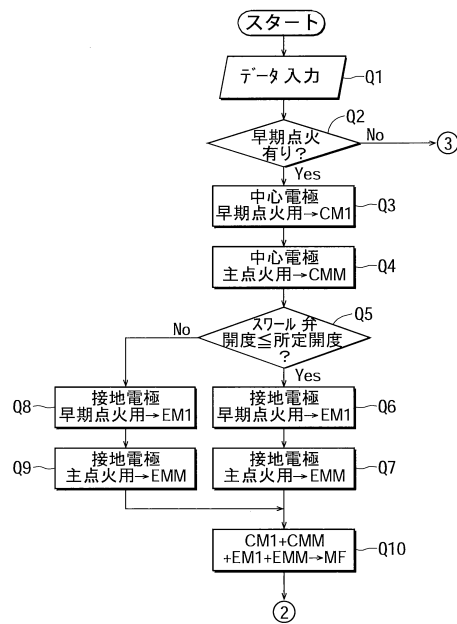 スタート
データ入力
Q1
Q2
早期点火
有り?
No
③
Yes
中心電極
早期点火用→CM1
Q3
中心電極
主点火用→CMM
Q4
Q5
スワール 弁
開度≦所定開度
?
No
Yes
Q8
接地電極
早期点火用→EM1
接地電極
早期点火用→EM1
Q6
Q9
接地電極
主点火用→EMM
接地電極
主点火用→EMM
Q7
CM1+CMM
+EM1+EMM→MF
Q10
②